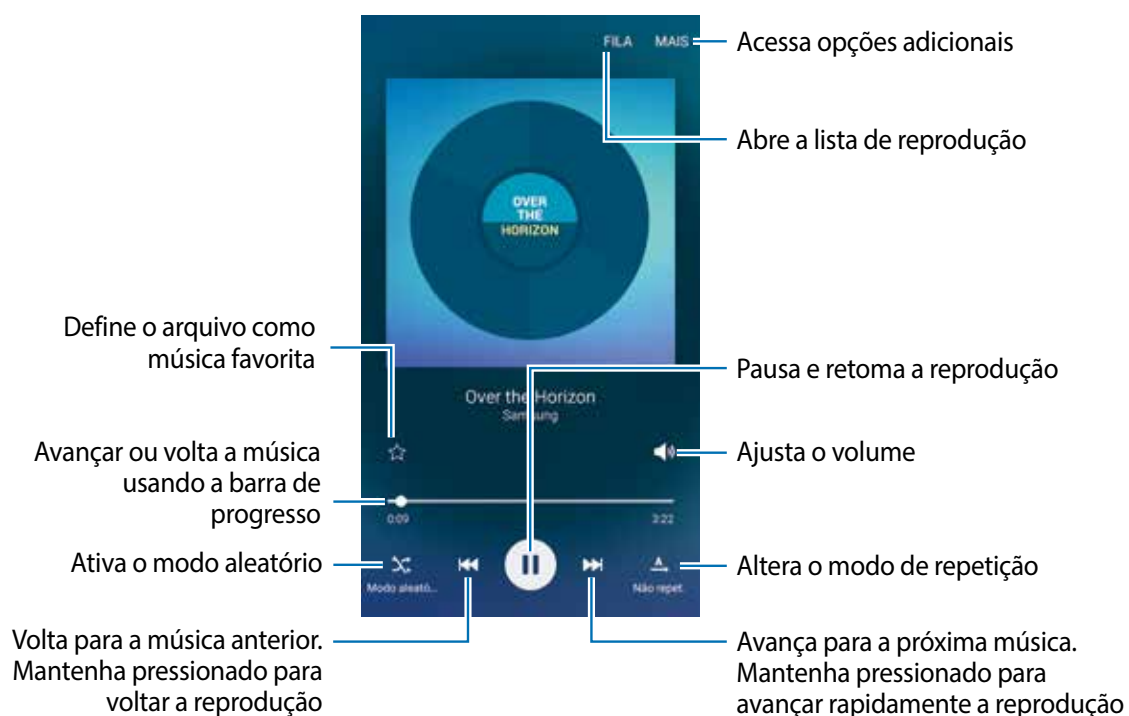 FILA MAIS
Acessa opções adicionais
Abre a lista de reprodução
OVER
THE
HORIZON
Define o arquivo como
música favorita
Pausa e retoma a reprodução
Over the Horizon
Samsung
Avançar ou volta a música
usando a barra de
progresso
Ajusta o volume
0:09
3:22
Ativa o modo aleatório
Altera o modo de repetição
Modo aleató...
Não repet.
Volta para a música anterior.
Mantenha pressionado para
voltar a reprodução
Avança para a próxima música.
Mantenha pressionado para
avançar rapidamente a reprodução